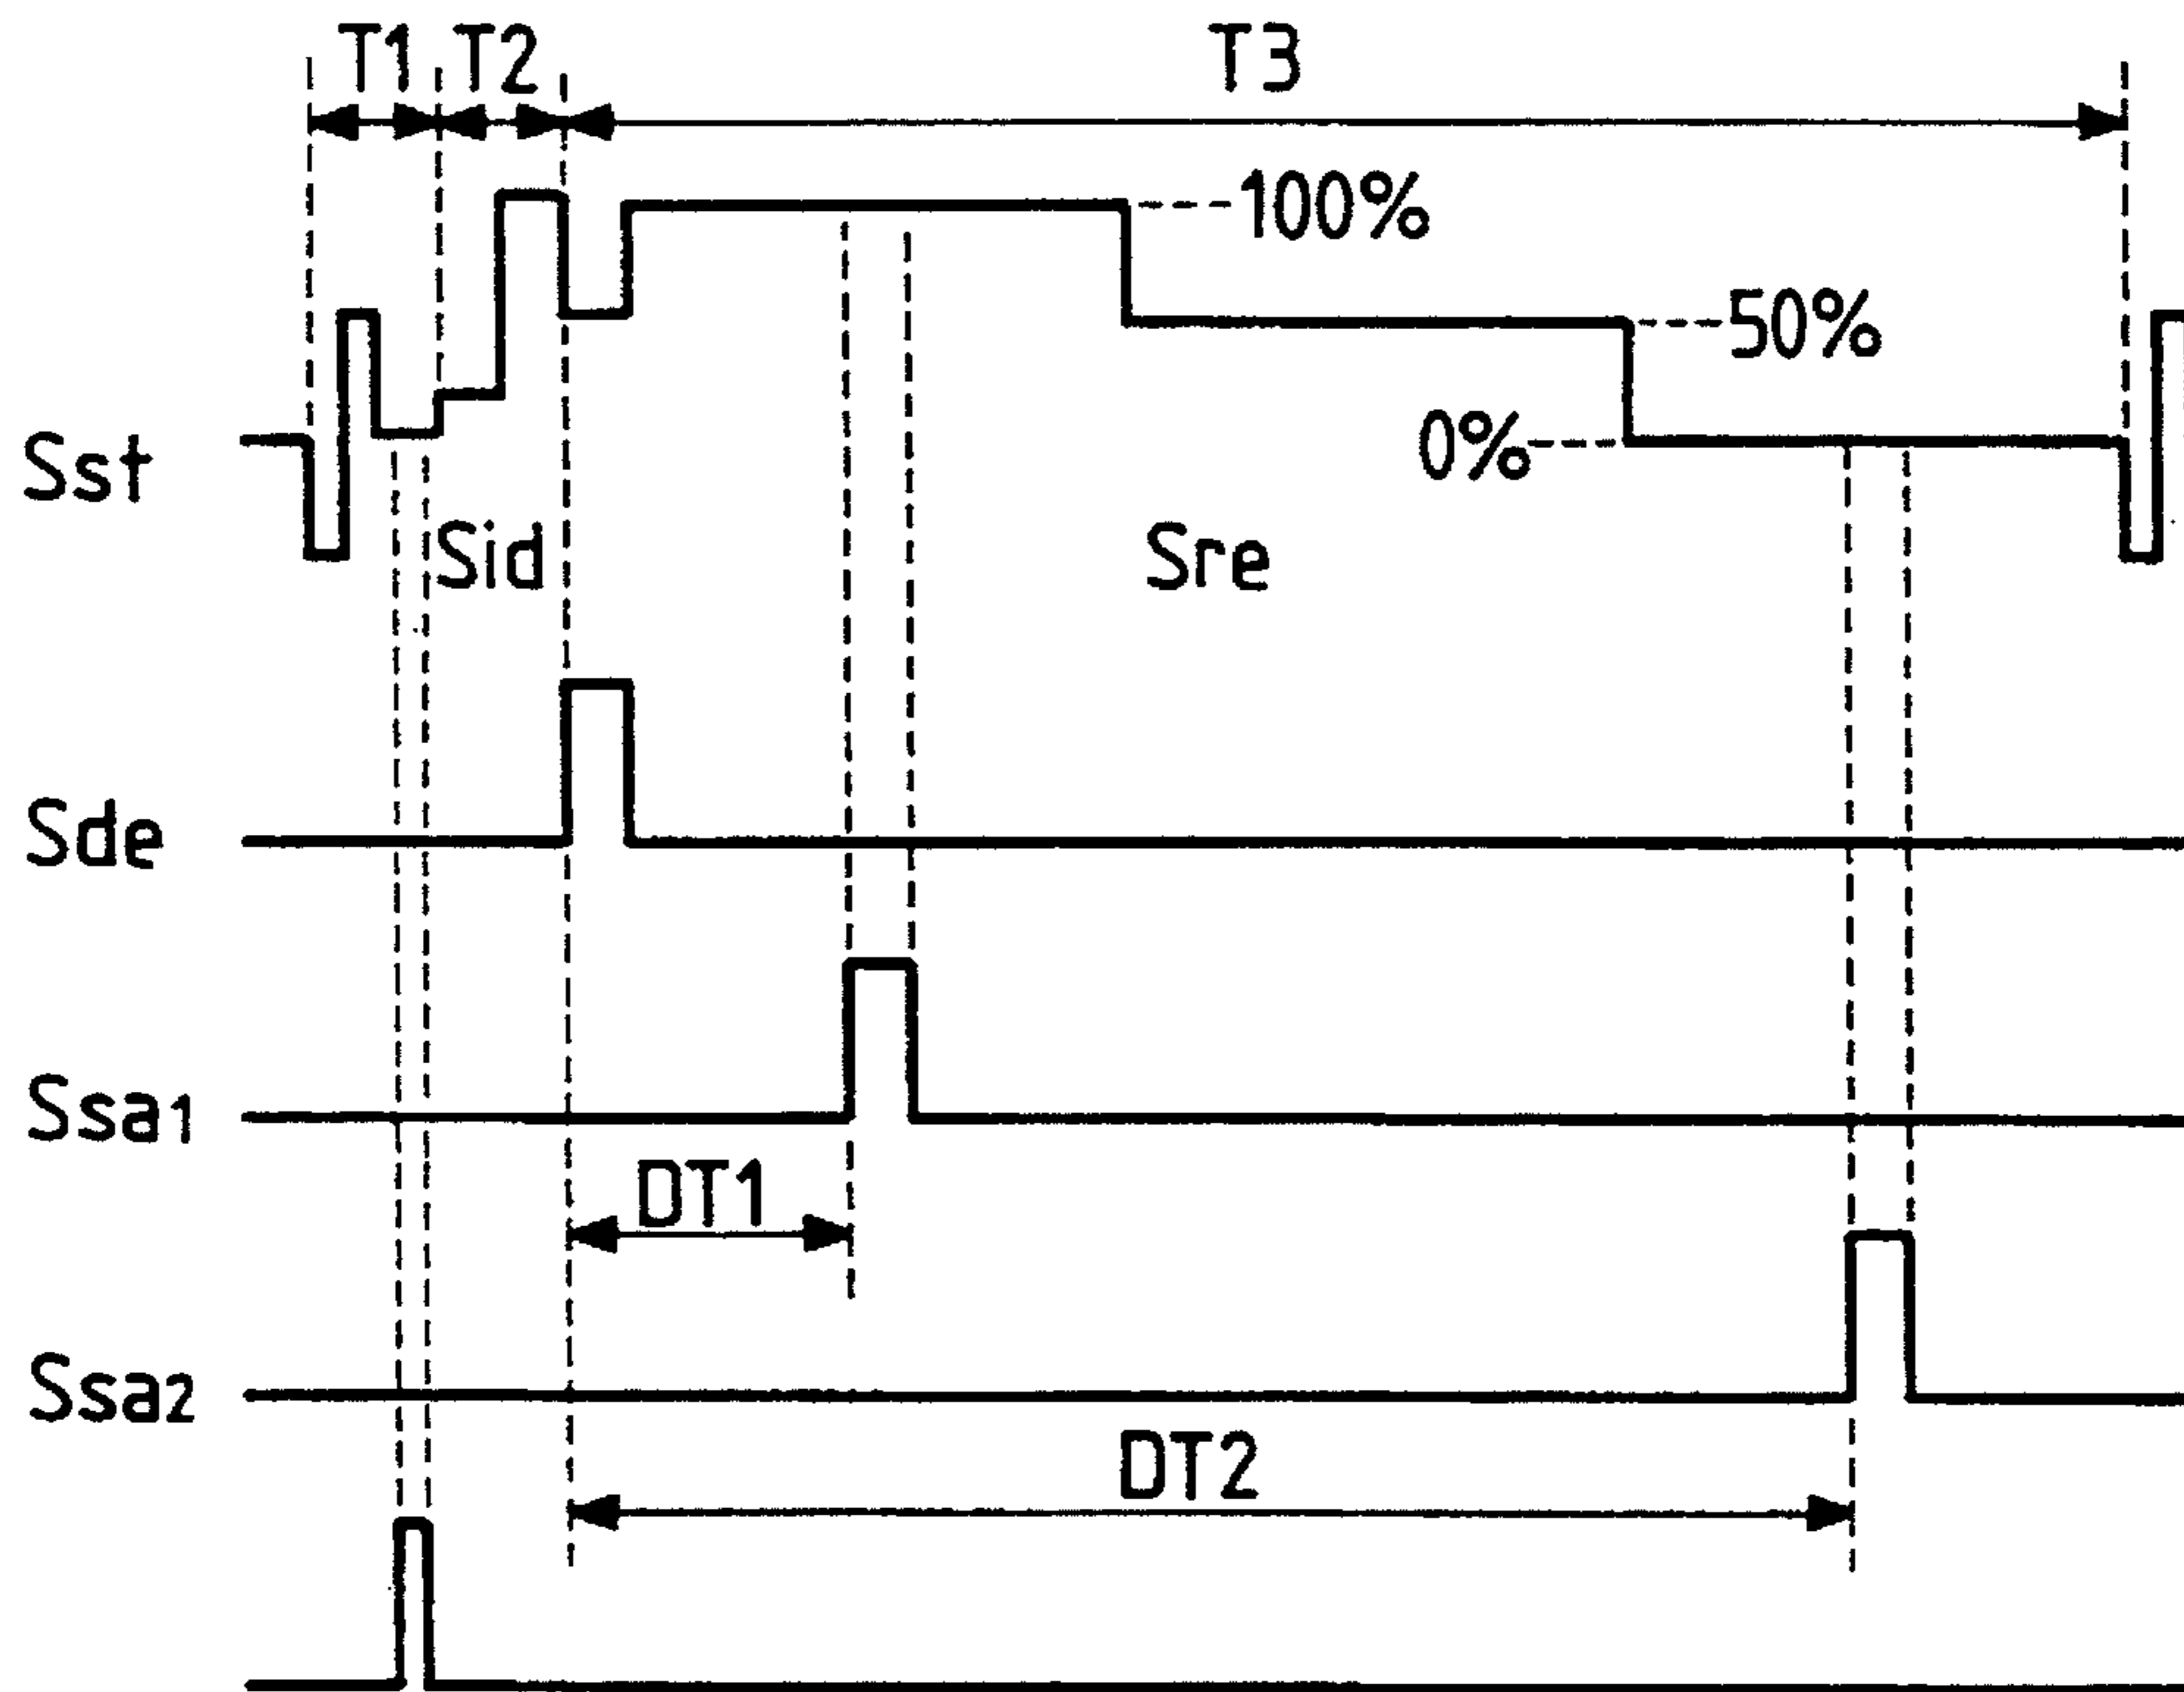 T1 T2 T3
100%
50%
0%
Sst
Sid Sre
Sde
Ssa1
DT1
Ssa2
DT2